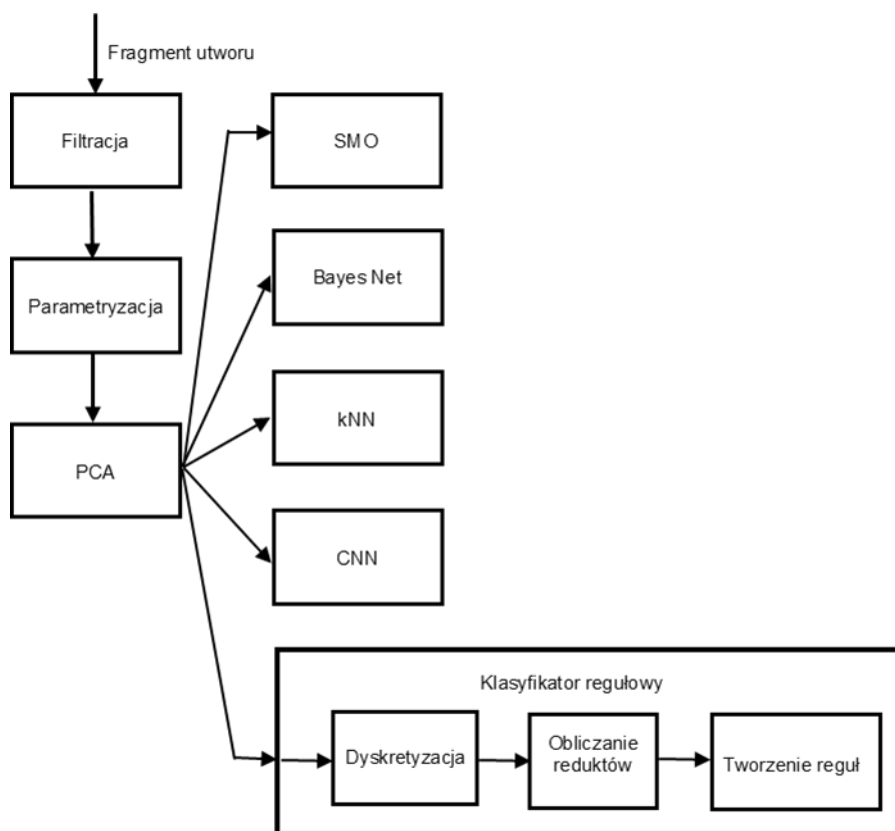 Fragment utworu
Filtracja
SMO
Bayes Net
Parametryzacja
kNN
PCA
CNN
Klasyfikator regułowy
Dyskretyzacja
Obliczanie
reduktów
Tworzenie reguł